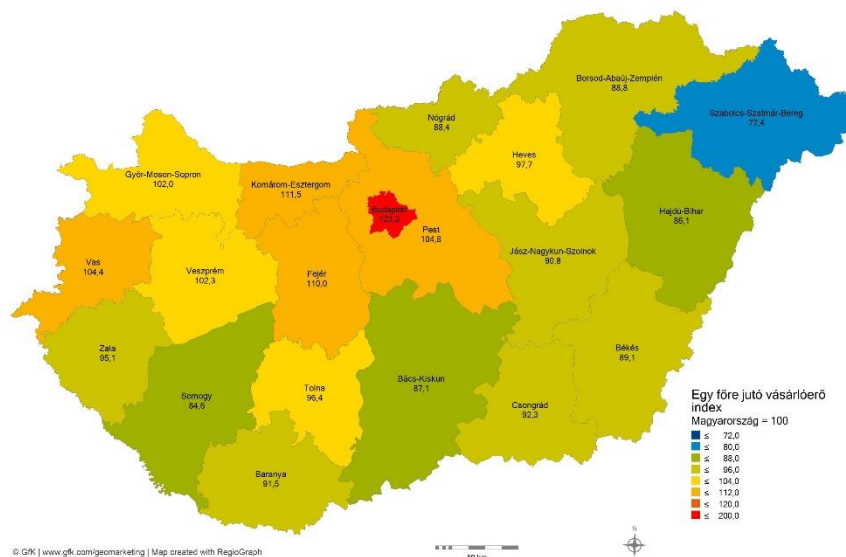 Borsod-Abaúj-Zemplén
88,8
Szabolcs-Szatmár-Bereg
77,4
Nógrád
88,4
Heves
97,7
Győr-Moson-Sopron
102,0
Komárom-Esztergom
111,5
Budapest
123,3
Pest
104,8
Hajdú-Bihar
86,1
Jász-Nagykun-Szolnok
90,8
Vas
104,4
Veszprém
102,3
Fejér
110,0
Zala
95,1
Somogy
84,6
Tolna
96,4
Bács-Kiskun
87,1
Békés
89,1
Csongrád
92,3
Baranya
91,5
Egy főre jutó vásárlóerő
index
Magyarország = 100
≤ 72,0
≤ 80,0
≤ 88,0
≤ 96,0
≤ 104,0
≤ 112,0
≤ 120,0
≤ 200,0
© GfK | www.gfk.com/geomarketing | Map created with RegioGraph